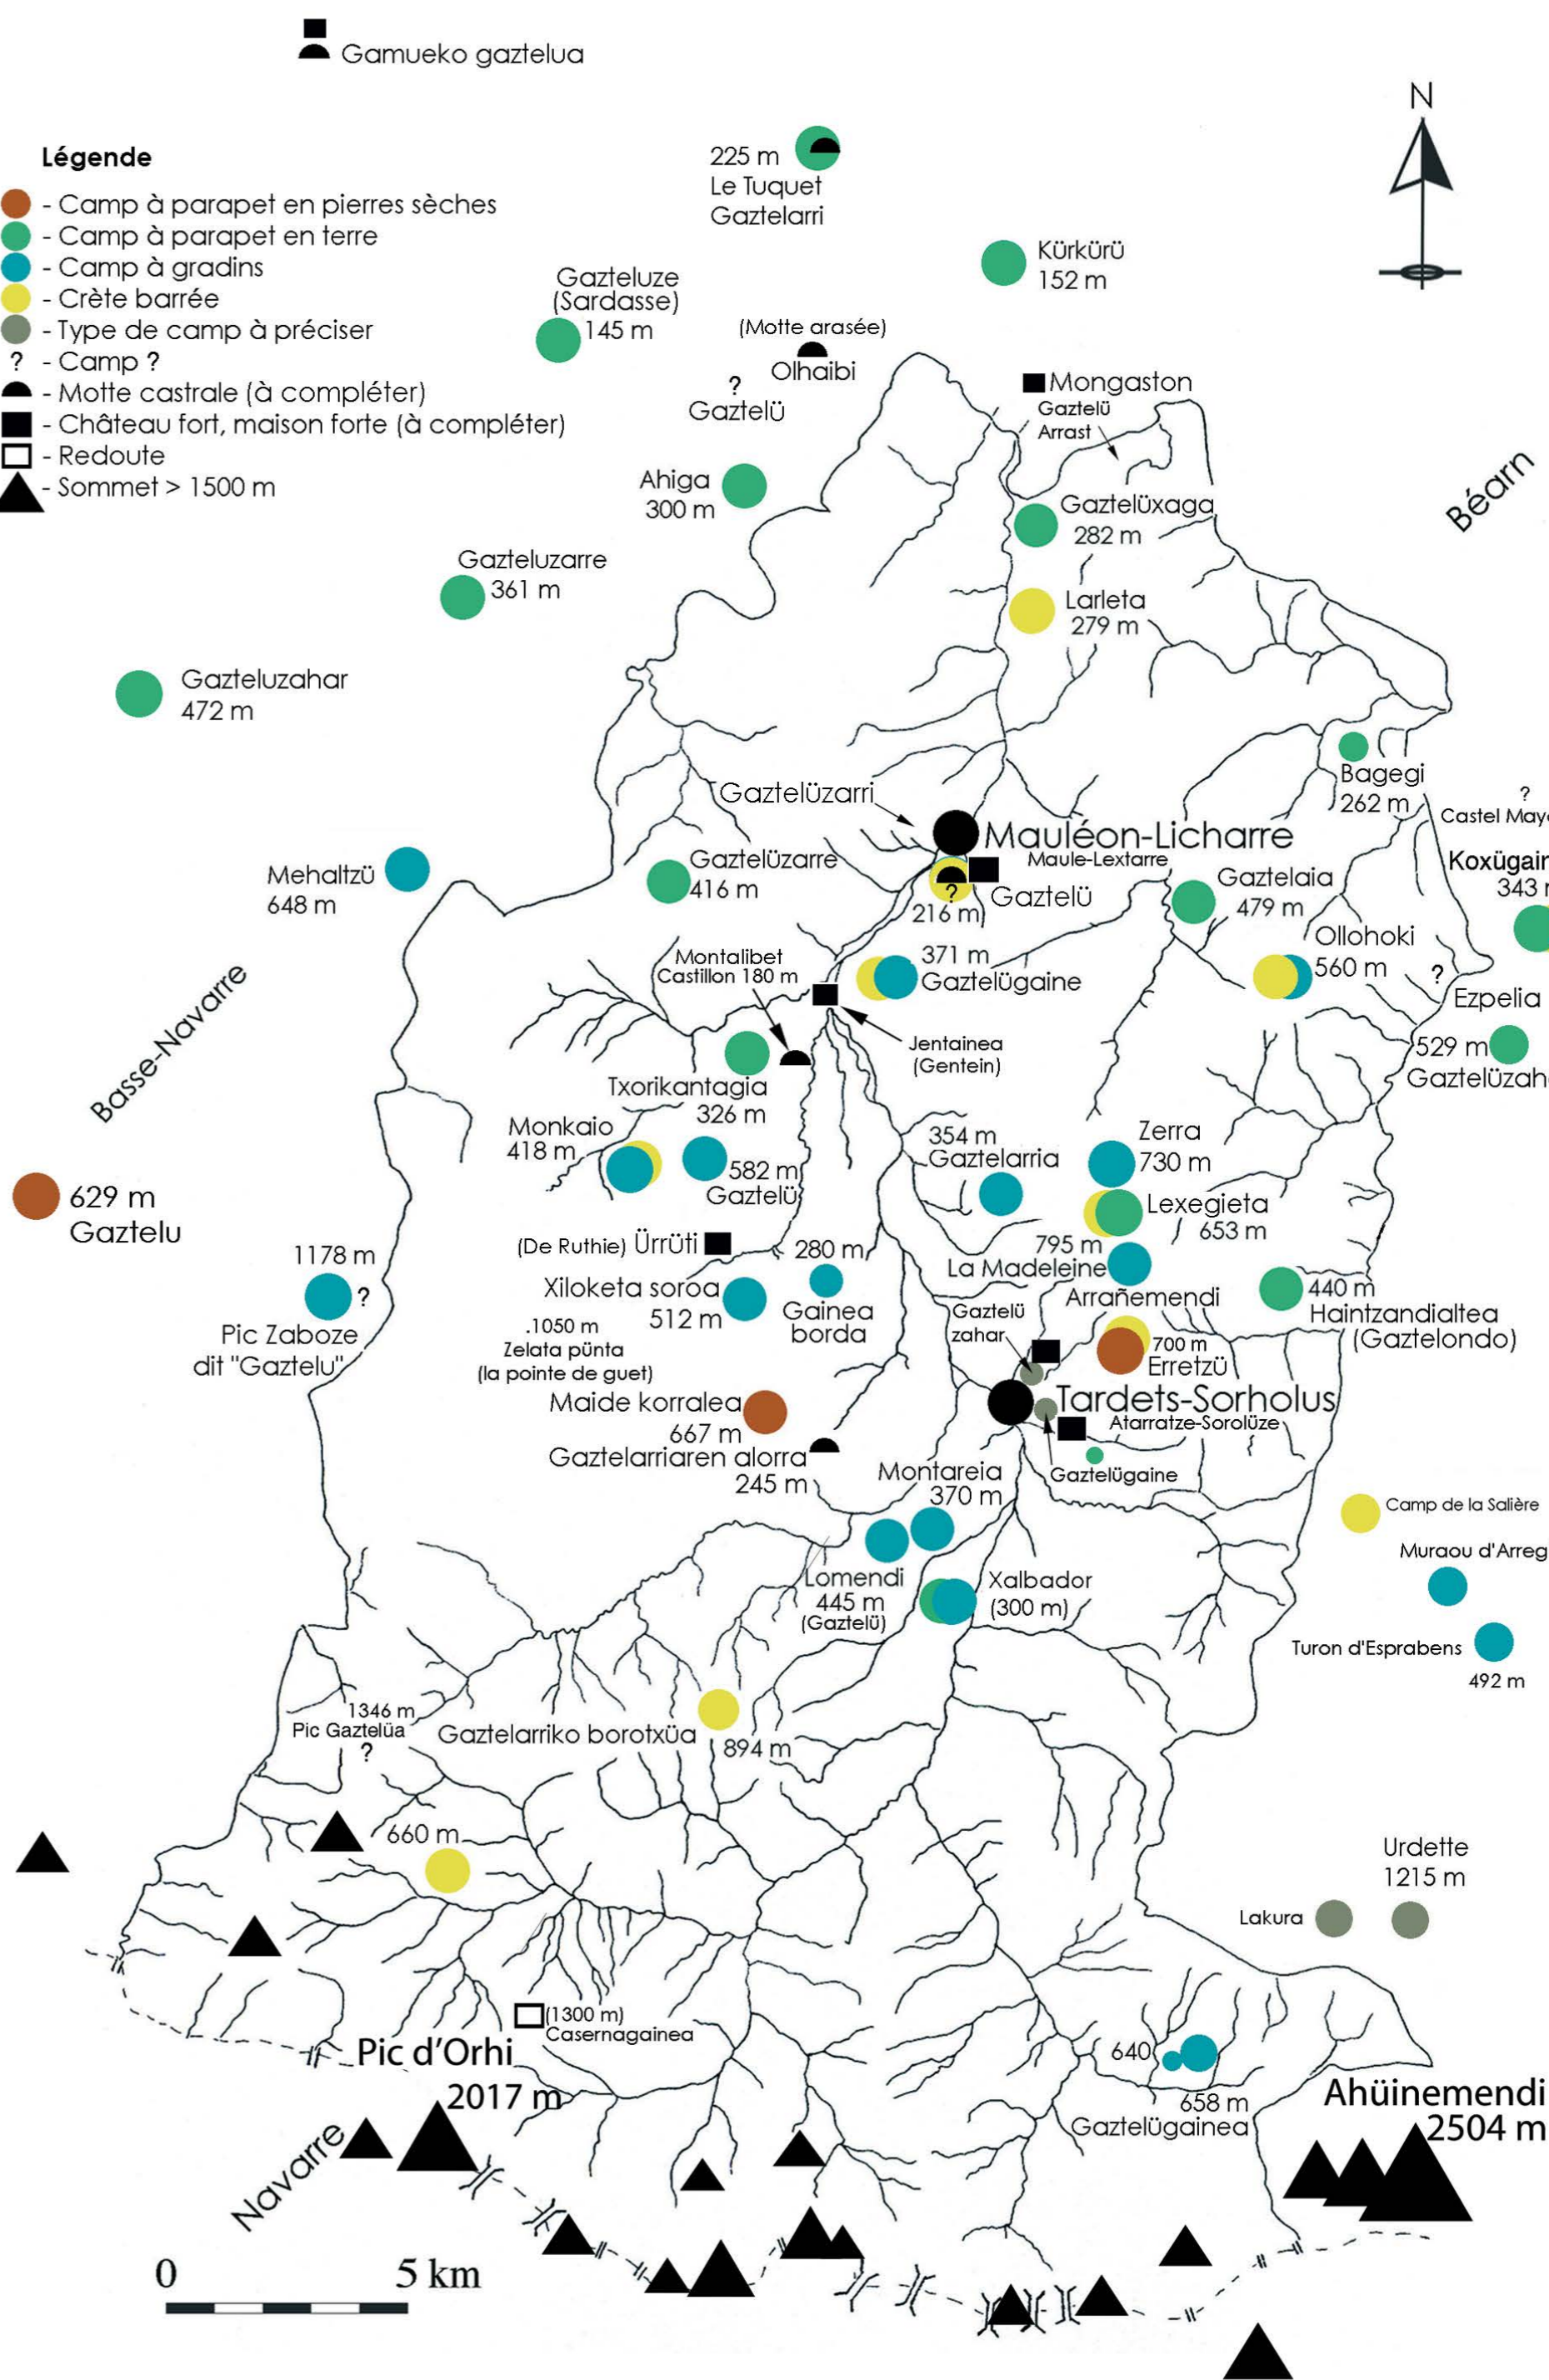 Gamueko gaztelua
N
Légende
- Camp à parapet en pierres sèches
- Camp à parapet en terre
- Camp à gradins
- Crète barrée
- Type de camp à préciser
? - Camp ?
- Motte castrale (à compléter)
- Château fort, maison forte (à compléter)
- Redoute
- Sommet > 1500 m
225 m
Le Tuquet
Gaztelarri
Kürkürü
152 m
Gazteluze
(Sardasse)
145 m
(Motte arasée)
Olhaibi
?
Gaztelü
Mongaston
Gaztelü
Arrast
Béarn
Ahiga
300 m
Gaztelüxaga
282 m
Gazteluzarre
361 m
Larleta
279 m
Gazteluzahar
472 m
Bagegi
262 m
?
Castel Mayo
Gaztelüzarri
Mauléon-Licharre
Maule-Lextarre
Gaztelü
?
216 m
Koxügain
343 m
Mehaltzü
648 m
Gaztelüzarre
416 m
Gaztelaia
479 m
Ollohoki
560 m
?
Ezpelia
Montalibet
Castillon 180 m
371 m
Gaztelügaine
Basse-Navarre
Jentainea
(Gentein)
529 m
Gaztelüzah
Txorikantagia
326 m
Monkaio
418 m
582 m
Gaztelü
354 m
Gaztelarria
Zerra
730 m
629 m
Gaztelu
Lexegieta
653 m
(De Ruthie) Ürrüti
280 m
Gainea
borda
795 m
La Madeleine
1178 m
?
Pic Zaboze
dit "Gaztelu"
Xiloketa soroa
512 m
Arrañemendi
440 m
Haintzandialtea
(Gaztelondo)
.1050 m
Zelata pünta
(la pointe de guet)
Gaztelü
zahar
700 m
Erretzü
Maide korralea
667 m
Tardets-Sorholus
Atarratze-Sorolüze
Gaztelarriaren alorra
245 m
Gaztelügaine
Montareia
370 m
Camp de la Salière
Muraou d'Arreg
Lomendi
445 m
(Gaztelü)
Xalbador
(300 m)
Turon d'Esprabens
492 m
1346 m
Pic Gaztelüa
?
Gaztelarriko borotxüa
894 m
660 m
Urdette
1215 m
Lakura
(1300 m)
Casernagainea
Pic d'Orhi
2017 m
640
658 m
Gaztelügainea
Ahüinemendi
2504 m
Navarre
0 5 km